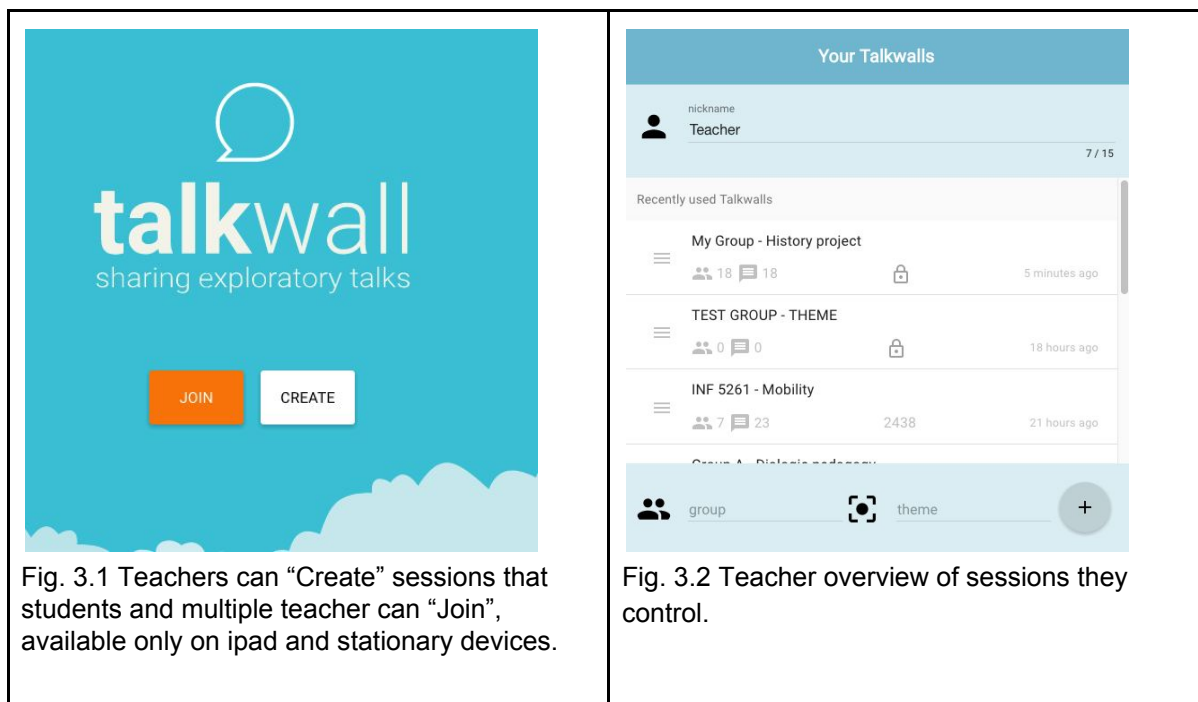 talkwall
sharing exploratory talks
JOIN
CREATE
Fig. 3.1 Teachers can “Create” sessions that
students and multiple teacher can “Join”,
available only on ipad and stationary devices.
Your Talkwalls
nickname
Teacher
7 / 15
Recently used Talkwalls
My Group - History project
18 18 5 minutes ago
TEST GROUP - THEME
0 0 18 hours ago
INF 5261 - Mobility
7 23 2438 21 hours ago
Group A - Dialogic pedagogy
group theme +
Fig. 3.2 Teacher overview of sessions they
control.